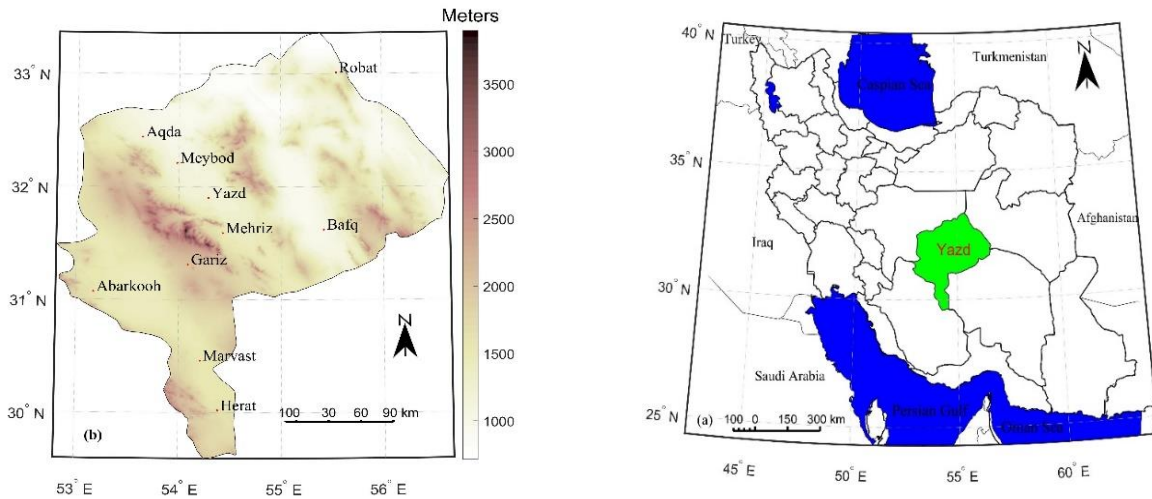 Meters
3500
3000
2500
2000
1500
1000
33° N
32° N
31° N
30° N
53° E
54° E
55° E
56° E
Robat
Aqda
Meybod
Yazd
Mehriz
Bafq
Gariz
Abarkooh
Marvast
Herat
N
100 30 60 90 km
(b)
40° N
35° N
30° N
25° N
45° E
50° E
55° E
60° E
Turkey
Turkmenistan
Caspian Sea
N
Afghanistan
Iraq
Yazd
Saudi Arabia
Persian Gulf
Oman Sea
(a)
100 0 150 300 km